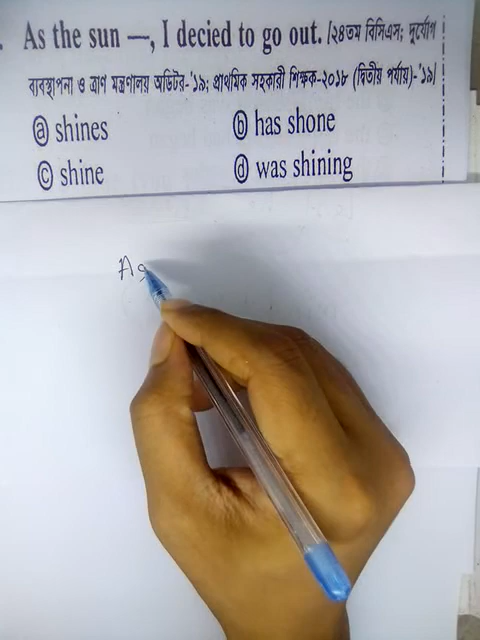 . As the sun —, I decied to go out. [২৪তম বিসিএস; দুর্যোগ
ব্যবস্থাপনা ও ত্রাণ মন্ত্রণালয় অডিটর-'১৯; প্রাথমিক সহকারী শিক্ষক-২০১৮ (দ্বিতীয় পর্যায়)-'১৯]
ⓐ shines ⓑ has shone
ⓒ shine ⓓ was shining
As